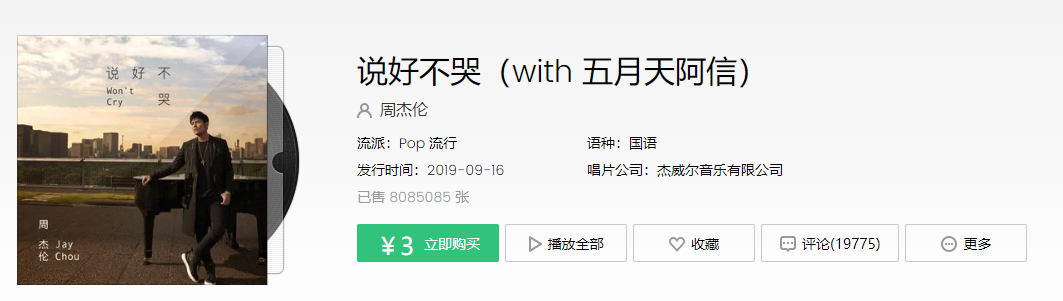 说好不哭
Won't
Cry
周杰伦
Jay
Chou
说好不哭（with 五月天阿信）
周杰伦
流派：Pop 流行
语种：国语
发行时间：2019-09-16
唱片公司：杰威尔音乐有限公司
已售 8085085 张
¥3 立即购买
播放全部
收藏
评论(19775)
更多